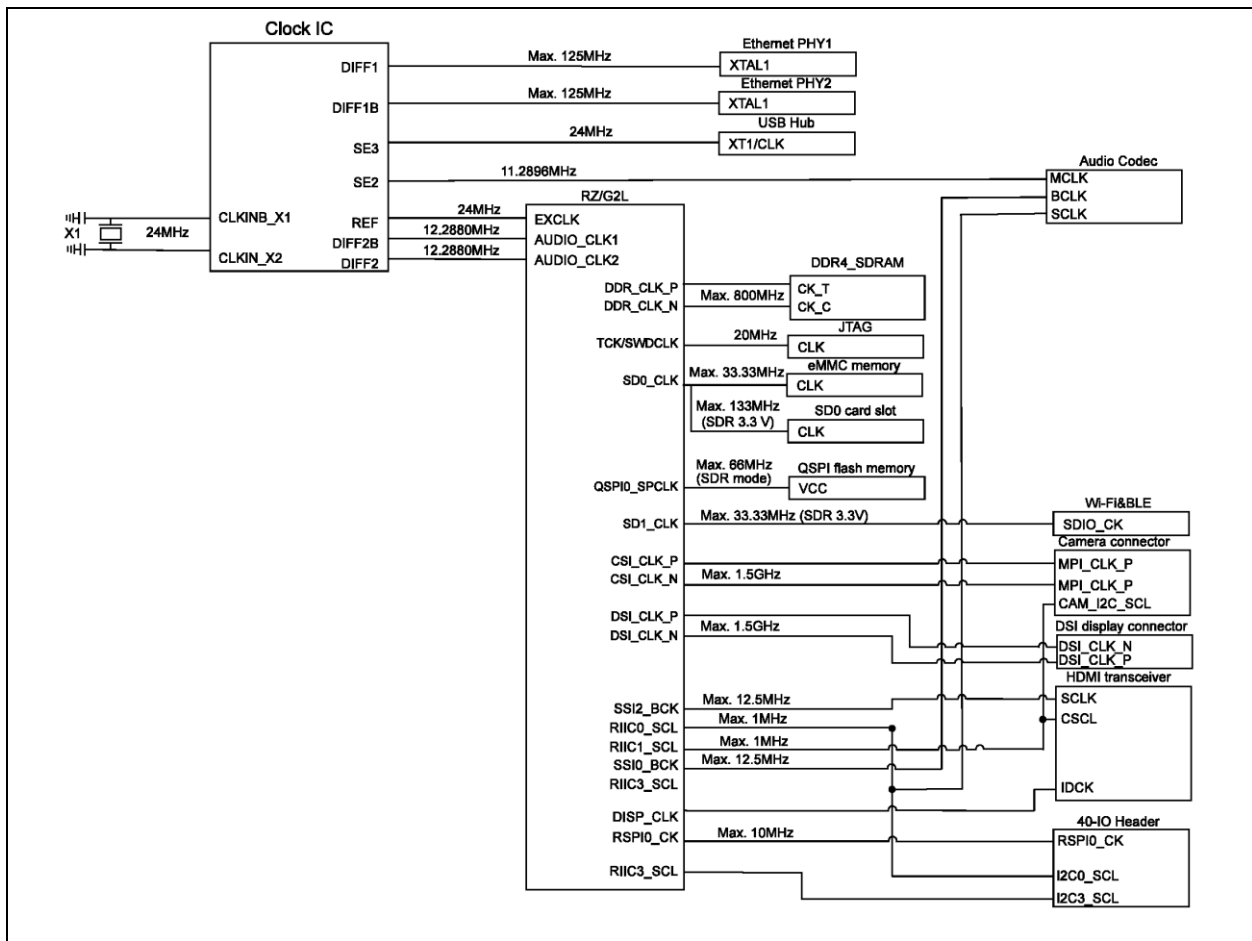 Clock IC
DIFF1
Max. 125MHz
Ethernet PHY1
XTAL1
DIFF1B
Max. 125MHz
Ethernet PHY2
XTAL1
SE3
24MHz
USB Hub
XT1/CLK
SE2
11.2896MHz
Audio Codec
MCLK
BCLK
SCLK
X1
24MHz
CLKINB_X1
CLKIN_X2
REF
24MHz
DIFF2B
12.2880MHz
DIFF2
12.2880MHz
RZ/G2L
EXCLK
AUDIO_CLK1
AUDIO_CLK2
DDR_CLK_P
DDR_CLK_N
Max. 800MHz
DDR4_SDRAM
CK_T
CK_C
TCK/SWDCLK
20MHz
JTAG
CLK
SD0_CLK
Max. 33.33MHz
eMMC memory
CLK
Max. 133MHz
(SDR 3.3 V)
SD0 card slot
CLK
QSPI0_SPCLK
Max. 66MHz
(SDR mode)
QSPI flash memory
VCC
SD1_CLK
Max. 33.33MHz (SDR 3.3V)
Wi-Fi&BLE
SDIO_CK
CSI_CLK_P
CSI_CLK_N
Max. 1.5GHz
Camera connector
MPI_CLK_P
MPI_CLK_P
CAM_I2C_SCL
DSI_CLK_P
DSI_CLK_N
Max. 1.5GHz
DSI display connector
DSI_CLK_N
DSI_CLK_P
HDMI transceiver
SCLK
CSCL
IDCK
SSI2_BCK
Max. 12.5MHz
RIIC0_SCL
Max. 1MHz
RIIC1_SCL
Max. 1MHz
SSI0_BCK
Max. 12.5MHz
RIIC3_SCL
DISP_CLK
RSPI0_CK
Max. 10MHz
RIIC3_SCL
40-IO Header
RSPI0_CK
I2C0_SCL
I2C3_SCL